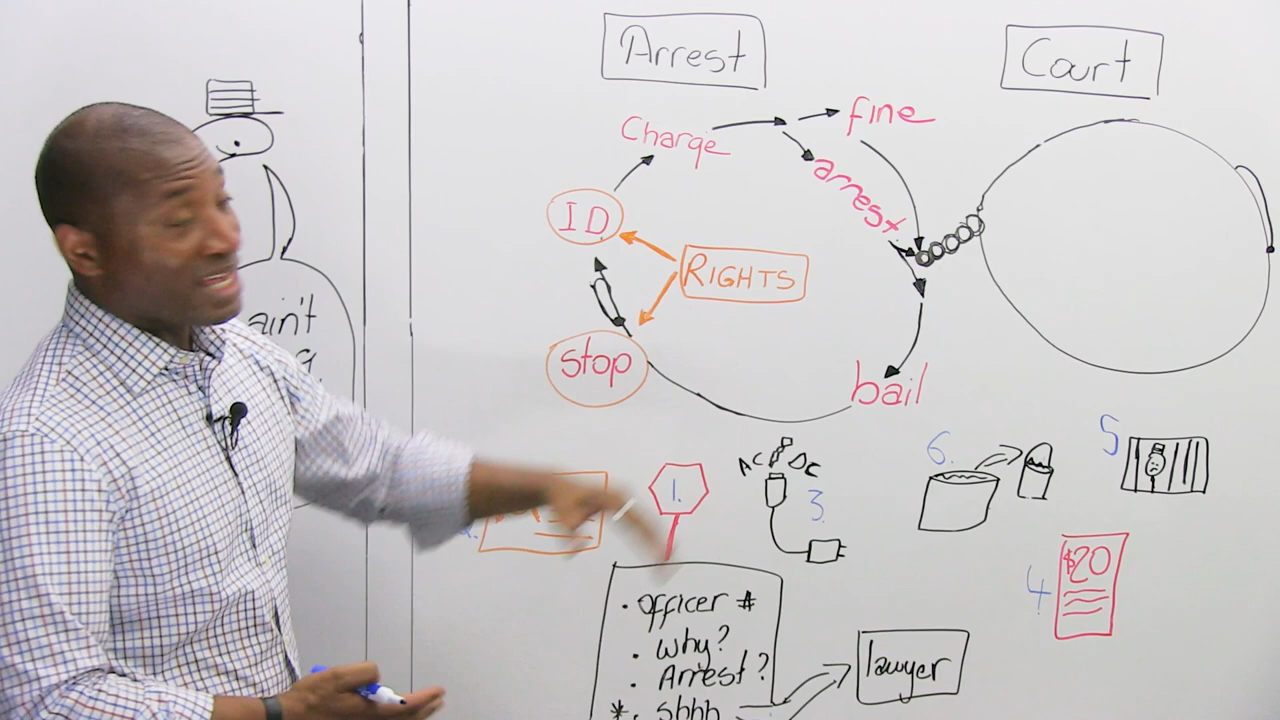 Arrest
Court
Charge
fine
arrest
ID
RIGHTS
stop
bail
ain't
1.
AC DC
3.
6.
5
4
$20
• Officer #
• Why?
• Arrest?
*. shhh
lawyer